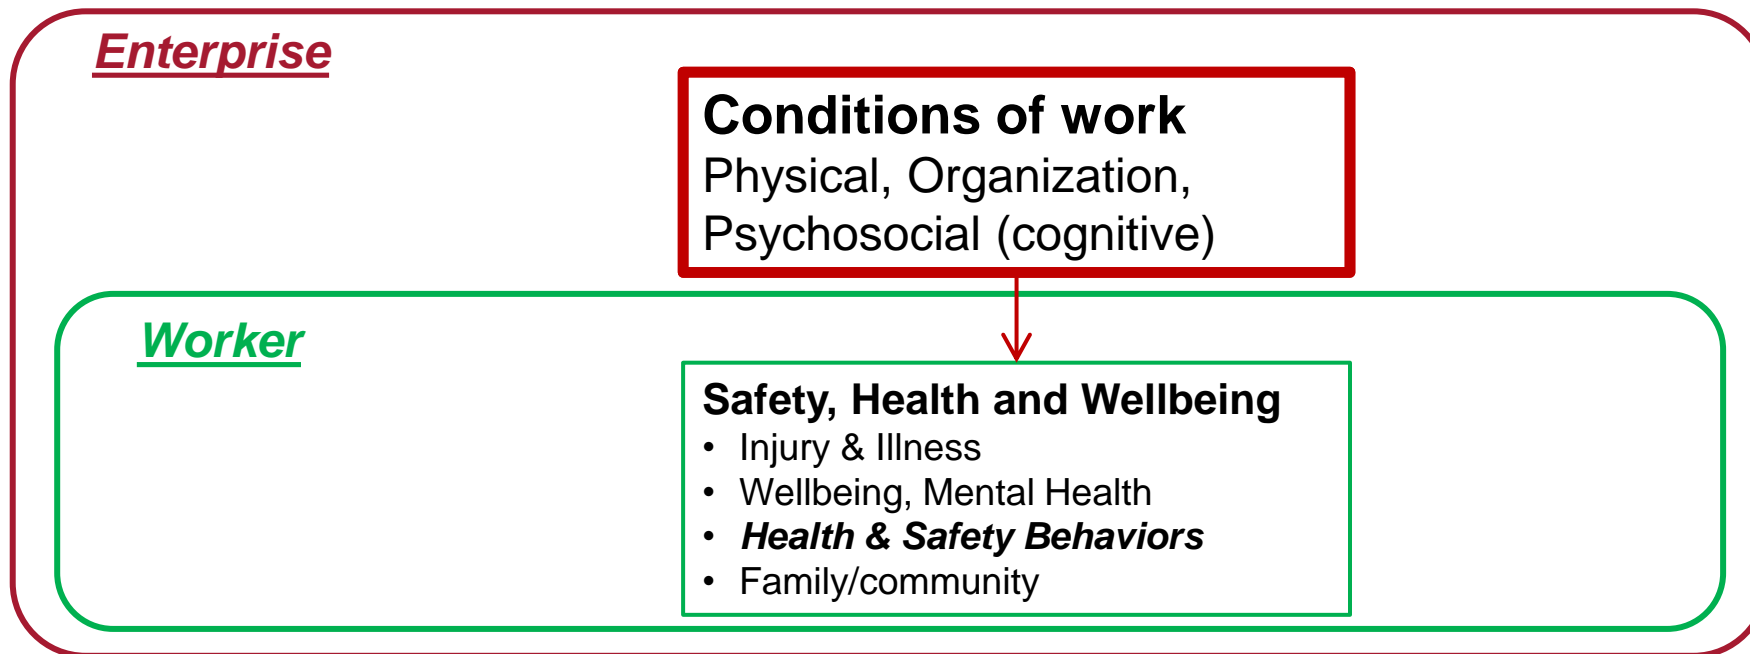 Enterprise
Conditions of work
Physical, Organization,
Psychosocial (cognitive)
Worker
Safety, Health and Wellbeing
• Injury & Illness
• Wellbeing, Mental Health
• Health & Safety Behaviors
• Family/community